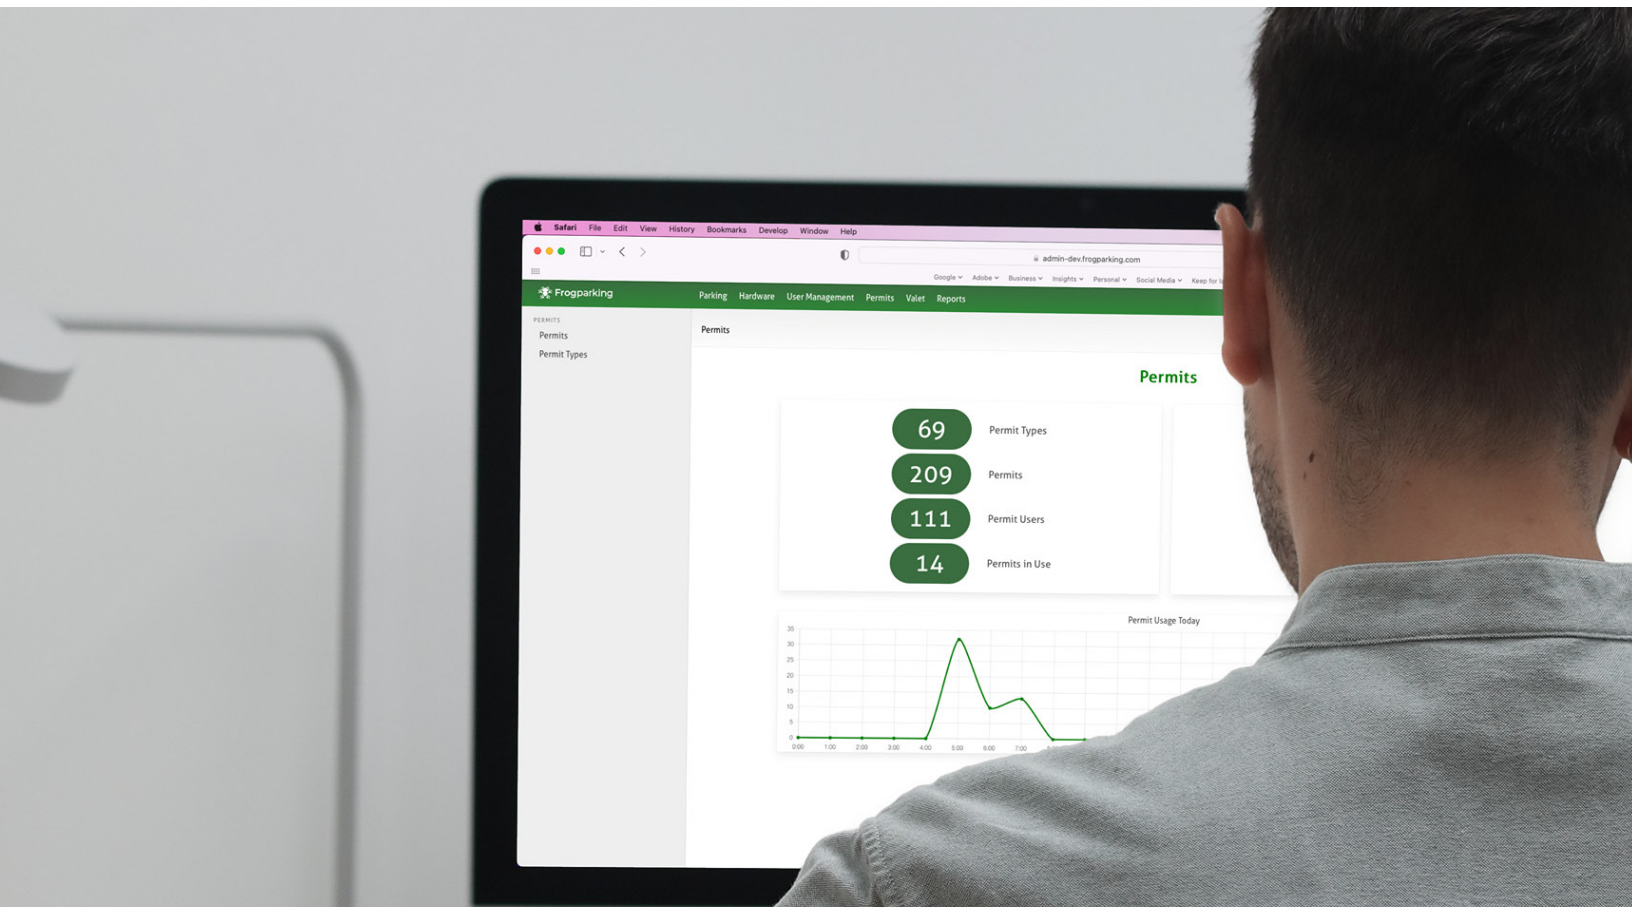 Safari File Edit View History Bookmarks Develop Window Help
admin-dev.frogparking.com
Google Adobe Business Insights Personal Social Media Keep for
Frogparking
Parking Hardware User Management Permits Valet Reports
PERMITS
Permits
Permit Types
Permits
Permits
69 Permit Types
209 Permits
111 Permit Users
14 Permits in Use
Permit Usage Today
35
30
25
20
15
10
5
0
0:00 1:00 2:00 3:00 4:00 5:00 6:00 7:00